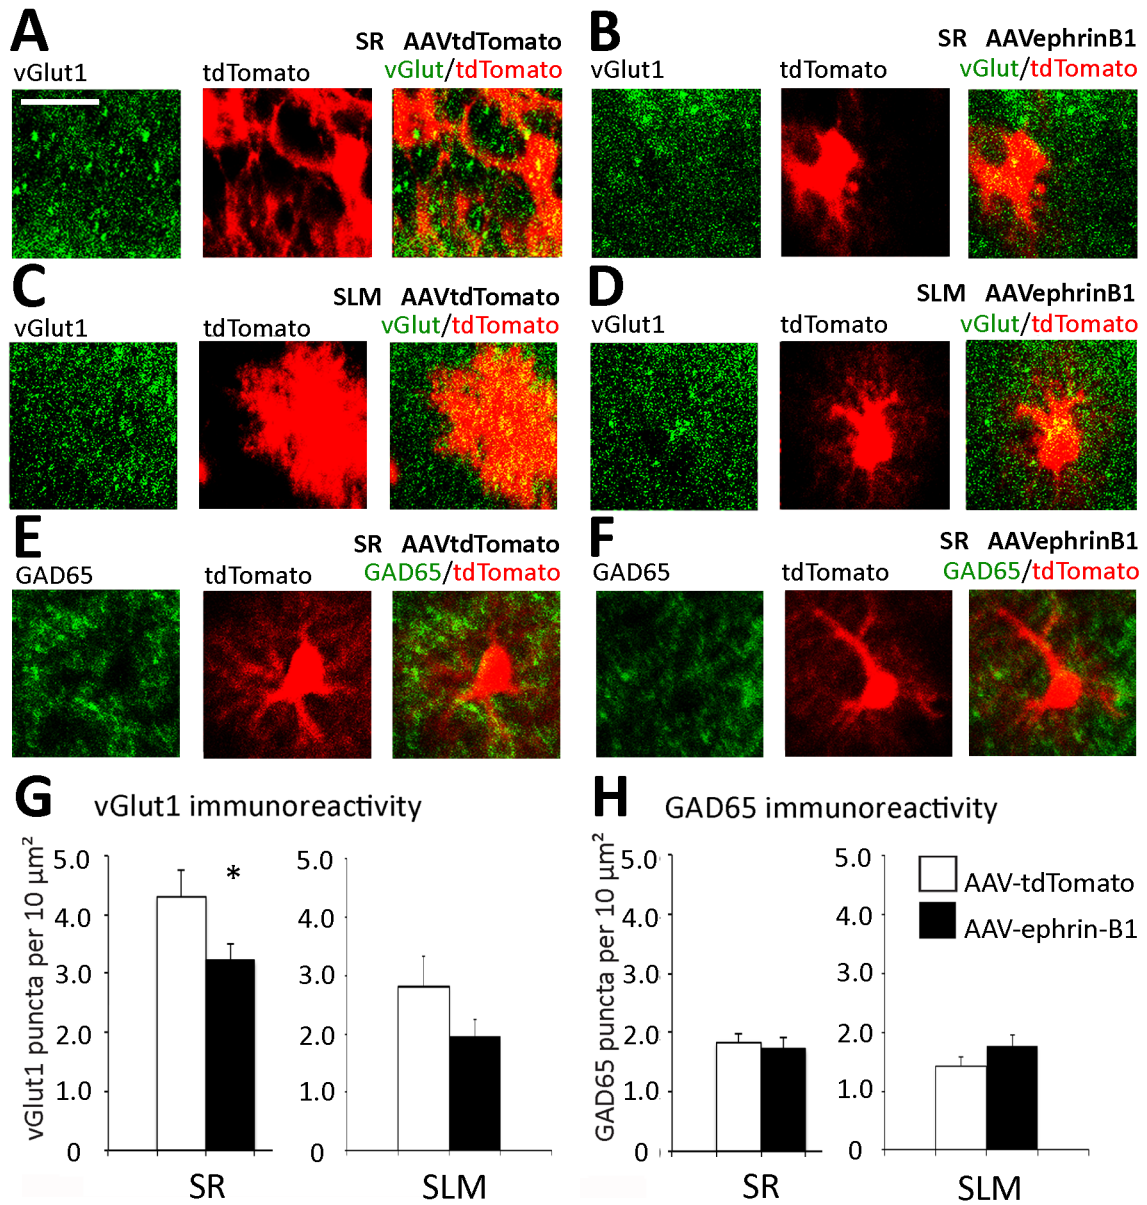 A
SR AAVtdTomato
vGlut1 tdTomato vGlut/tdTomato
B
SR AAVephrinB1
vGlut1 tdTomato vGlut/tdTomato
C
SLM AAVtdTomato
vGlut1 tdTomato vGlut/tdTomato
D
SLM AAVephrinB1
vGlut1 tdTomato vGlut/tdTomato
E
SR AAVtdTomato
GAD65 tdTomato GAD65/tdTomato
F
SR AAVephrinB1
GAD65 tdTomato GAD65/tdTomato
G
vGlut1 immunoreactivity
vGlut1 puncta per 10 µm²
5.0
4.0
3.0
2.0
1.0
0
*
SR
5.0
4.0
3.0
2.0
1.0
0
SLM
H
GAD65 immunoreactivity
GAD65 puncta per 10 µm²
5.0
4.0
3.0
2.0
1.0
0
SR
5.0
4.0
3.0
2.0
1.0
0
SLM
AAV-tdTomato
AAV-ephrin-B1